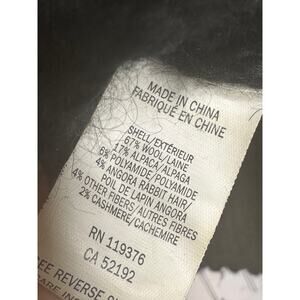 MADE IN CHINA
FABRIQUÉ EN CHINE
SHELL/EXTÉRIEUR
67% WOOL/LAINE
17% ALPACA/ALPAGA
6% POLYAMIDE/POLYAMIDE
4% ANGORA RABBIT HAIR/
POIL DE LAPIN ANGORA
4% OTHER FIBERS/AUTRES FIBRES
2% CASHMERE/CACHEMIRE
RN 119376
CA 52192
SEE REVERSE
CARE